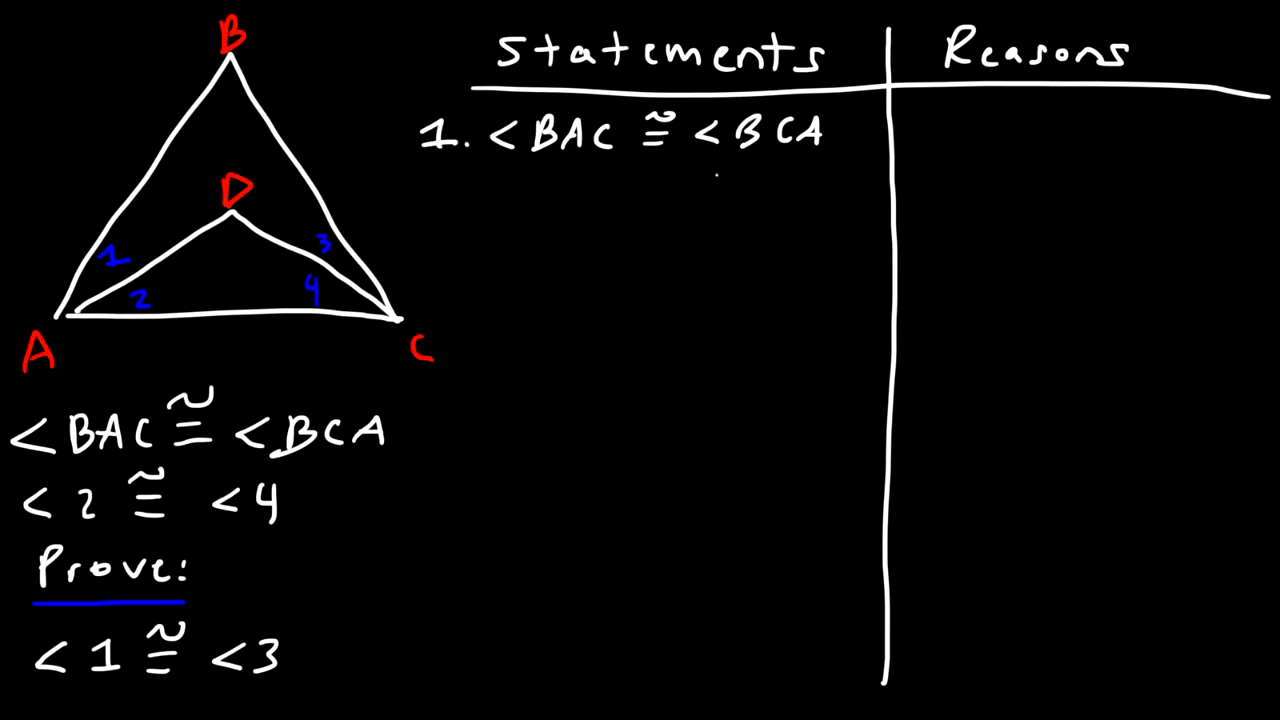 B
Statements Reasons
1. <BAC ≅ <BCA
D
1 3
2 4
A C
<BAC ≅ <BCA
<2 ≅ <4
Prove:
<1 ≅ <3